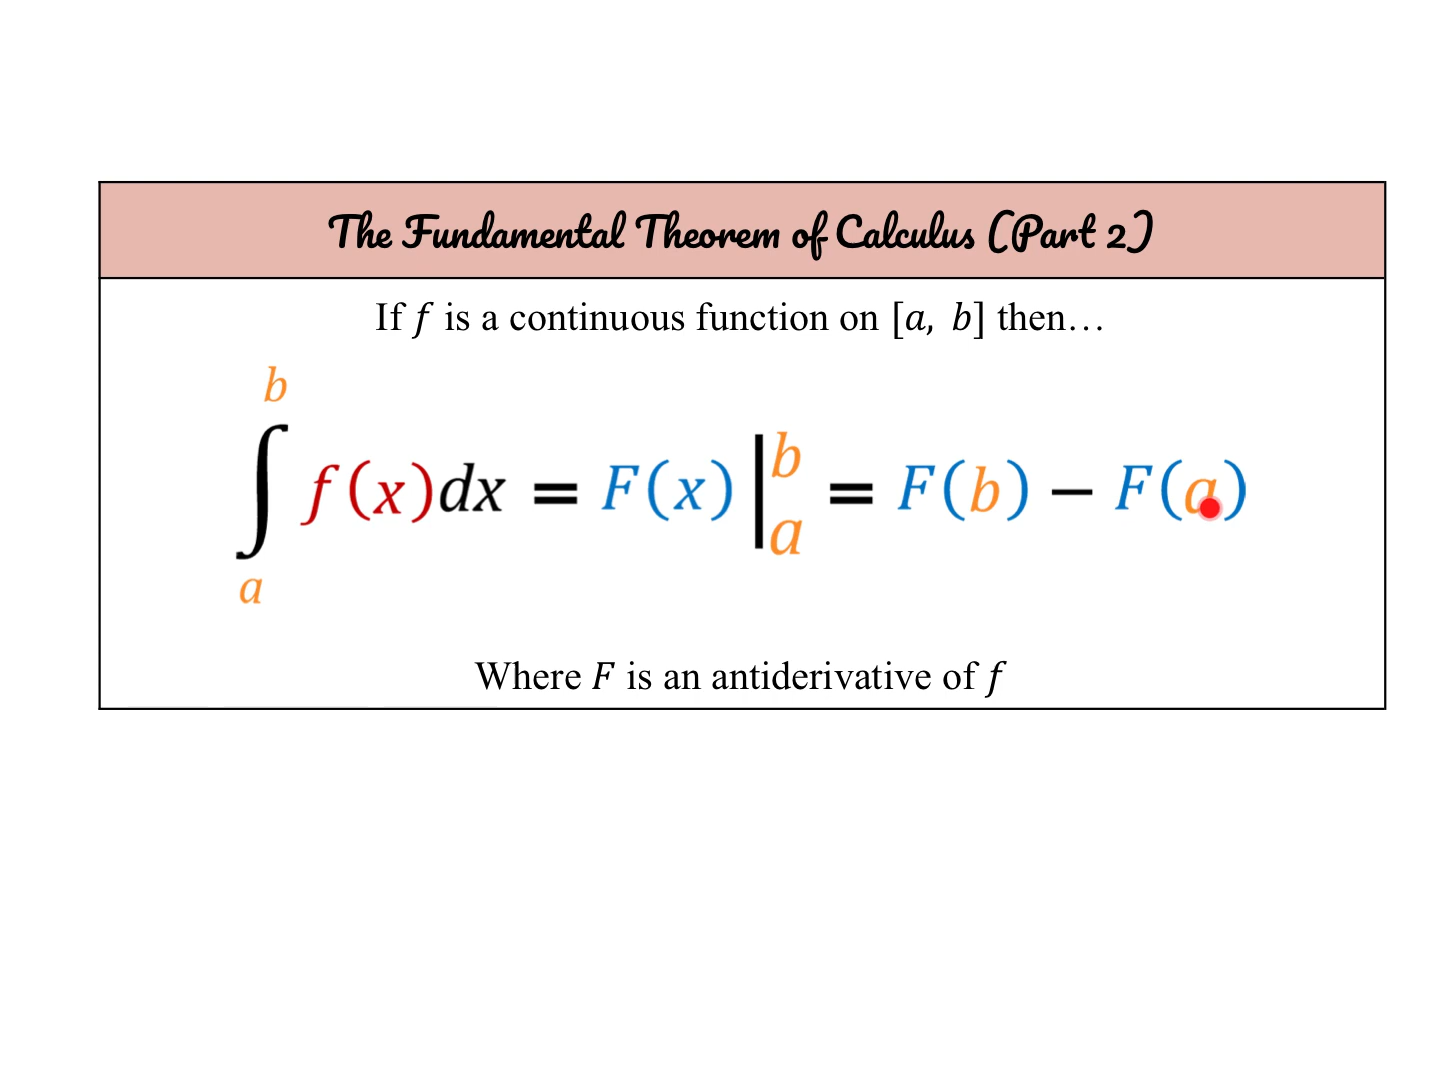 The Fundamental Theorem of Calculus (Part 2)
If f is a continuous function on [a, b] then…
∫ₐᵇ f(x)dx = F(x) |ₐᵇ = F(b) − F(a)
Where F is an antiderivative of f